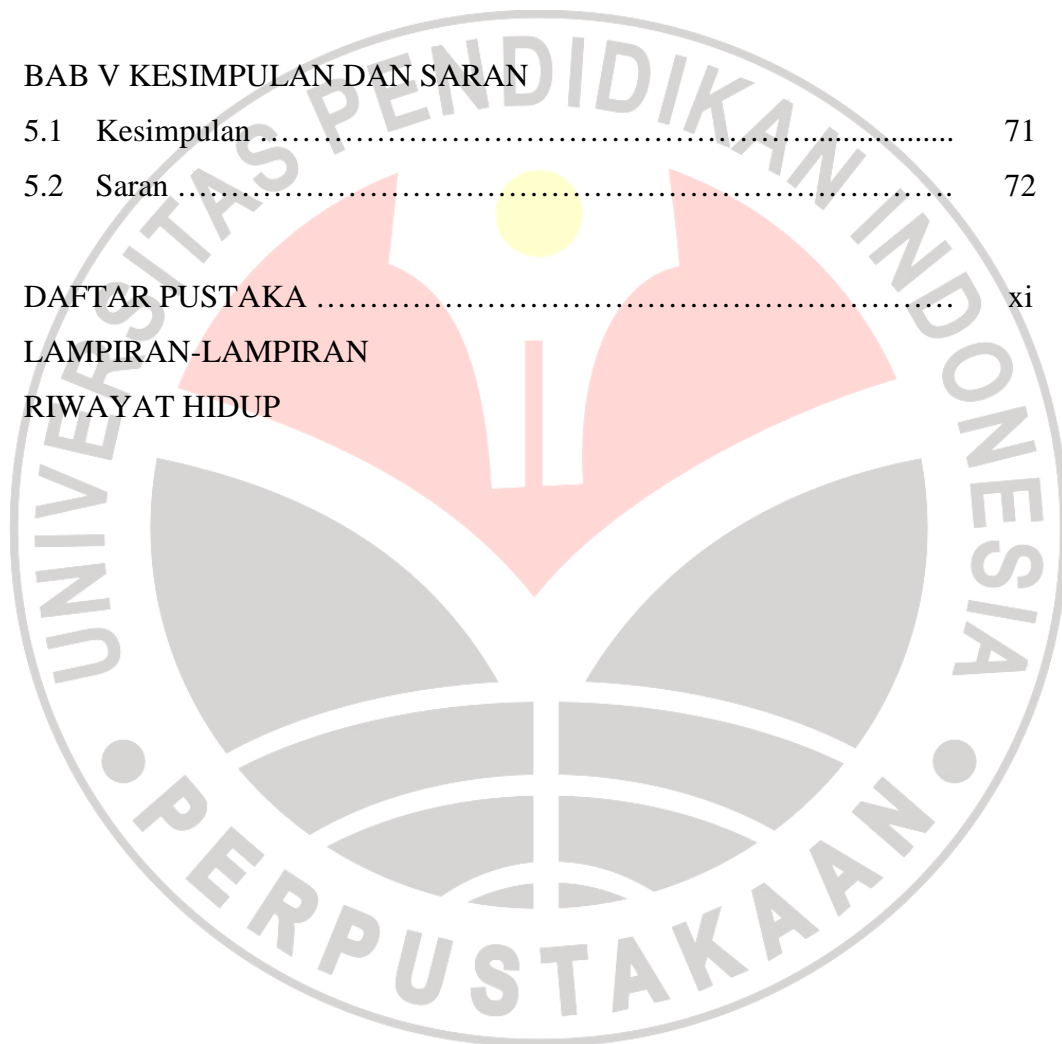 BAB V KESIMPULAN DAN SARAN
5.1 Kesimpulan ………………………………………………............... 71
5.2 Saran ………………………………………………………………… 72
DAFTAR PUSTAKA …………………………………………………… xi
LAMPIRAN-LAMPIRAN
RIWAYAT HIDUP
UNIVERSITAS PENDIDIKAN INDONESIA
PERPUSTAKAAN